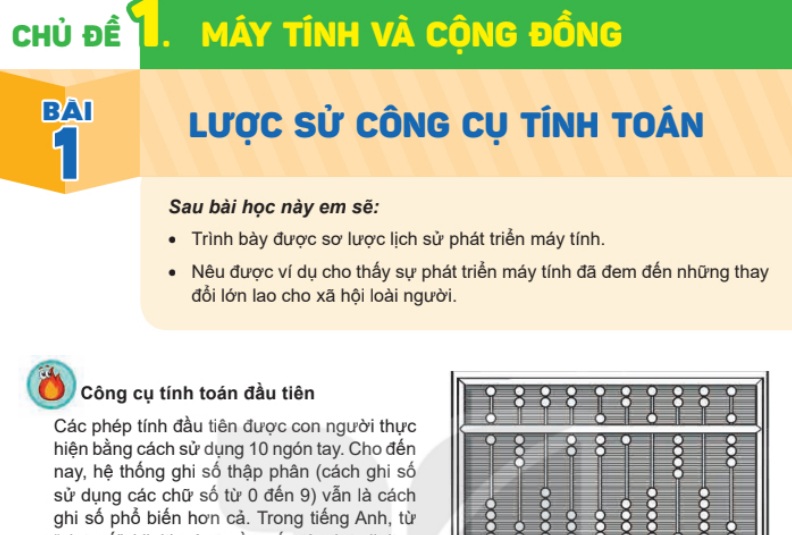 CHỦ ĐỀ 1. MÁY TÍNH VÀ CỘNG ĐỒNG
BÀI
1
LƯỢC SỬ CÔNG CỤ TÍNH TOÁN
Sau bài học này em sẽ:
• Trình bày được sơ lược lịch sử phát triển máy tính.
• Nêu được ví dụ cho thấy sự phát triển máy tính đã đem đến những thay
đổi lớn lao cho xã hội loài người.
Công cụ tính toán đầu tiên
Các phép tính đầu tiên được con người thực
hiện bằng cách sử dụng 10 ngón tay. Cho đến
nay, hệ thống ghi số thập phân (cách ghi số
sử dụng các chữ số từ 0 đến 9) vẫn là cách
ghi số phổ biến hơn cả. Trong tiếng Anh, từ